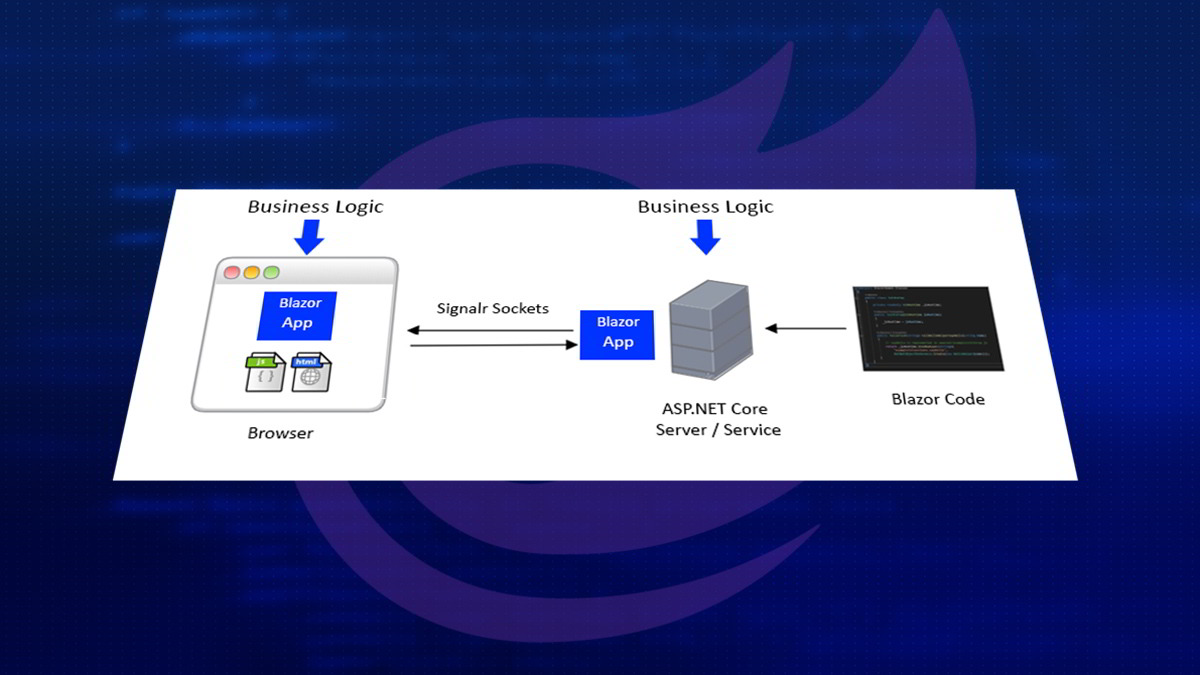 Business Logic
Business Logic
Blazor
App
js
html
Browser
Signalr Sockets
Blazor
App
ASP.NET Core
Server / Service
Blazor Code